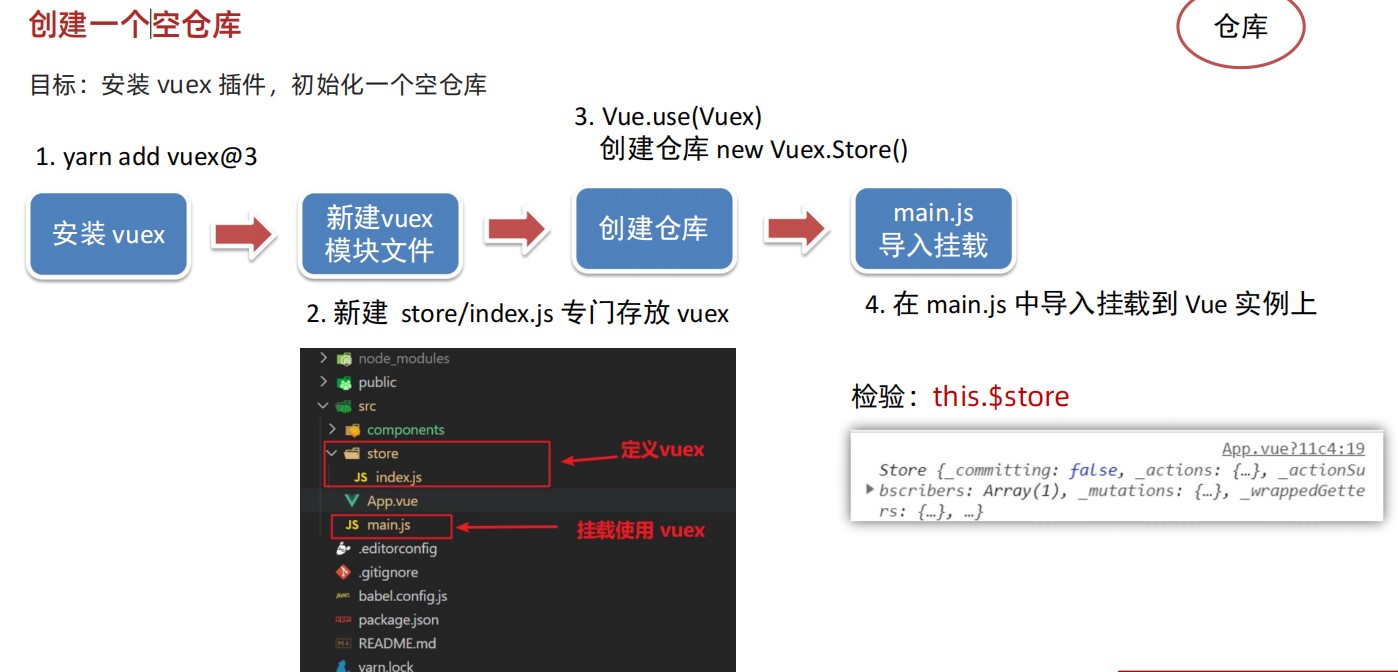 创建一个空仓库
仓库
目标：安装 vuex 插件，初始化一个空仓库
1. yarn add vuex@3
3. Vue.use(Vuex)
创建仓库 new Vuex.Store()
安装 vuex
新建vuex
模块文件
创建仓库
main.js
导入挂载
2. 新建 store/index.js 专门存放 vuex
4. 在 main.js 中导入挂载到 Vue 实例上
node_modules
public
src
components
store
JS index.js
App.vue
JS main.js
.editorconfig
.gitignore
babel.config.js
package.json
README.md
yarn.lock
定义vuex
挂载使用 vuex
检验：this.$store
App.vue?11c4:19
Store {_committing: false, _actions: {…}, _actionSu
bscribers: Array(1), _mutations: {…}, _wrappedGette
rs: {…}, …}